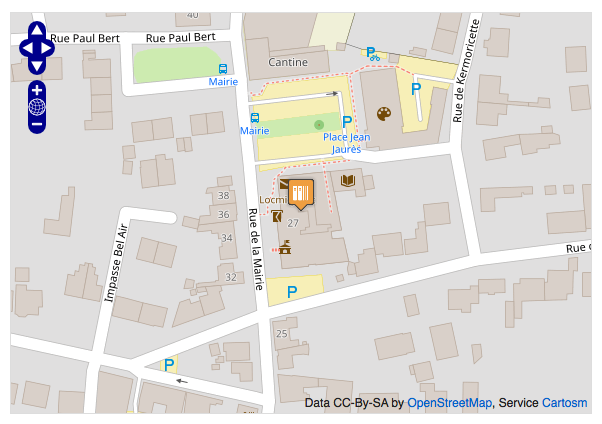 40
Rue Paul Bert
Rue Paul Bert
Cantine
P
Mairie
P
Rue de Kermoricette
Mairie
P
Place Jean
Jaurès
38
Locmi
36
27
34
Rue de la Mairie
Impasse Bel Air
32
Rue
P
25
P
Data CC-By-SA by OpenStreetMap, Service Cartosm